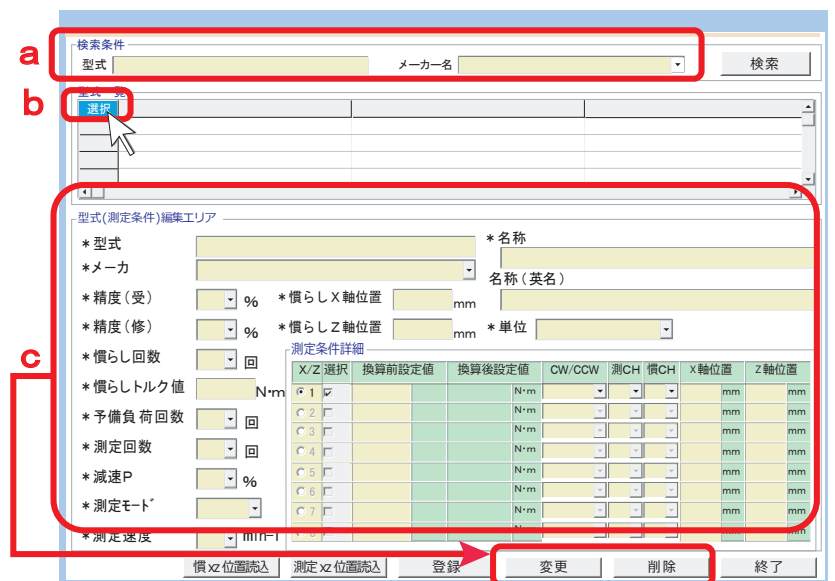 検索条件
a
型式
メーカー名
検索
型式一覧
b
選択
型式(測定条件)編集エリア
*型式
*名称
*メーカ
名称(英名)
*精度(受) % *慣らしX軸位置 mm
*精度(修) % *慣らしZ軸位置 mm *単位
c
*慣らし回数 回
測定条件詳細
X/Z 選択 換算前設定値 換算後設定値 CW/CCW 測CH 慣CH X軸位置 Z軸位置
*慣らしトルク値 N・m
1 N・m mm mm
*予備負荷回数 回
2 N・m mm mm
3 N・m mm mm
*測定回数 回
4 N・m mm mm
*減速P %
5 N・m mm mm
6 N・m mm mm
*測定モード
7 N・m mm mm
*測定速度 min-1
慣xz位置読込 測定xz位置読込 登録 変更 削除 終了